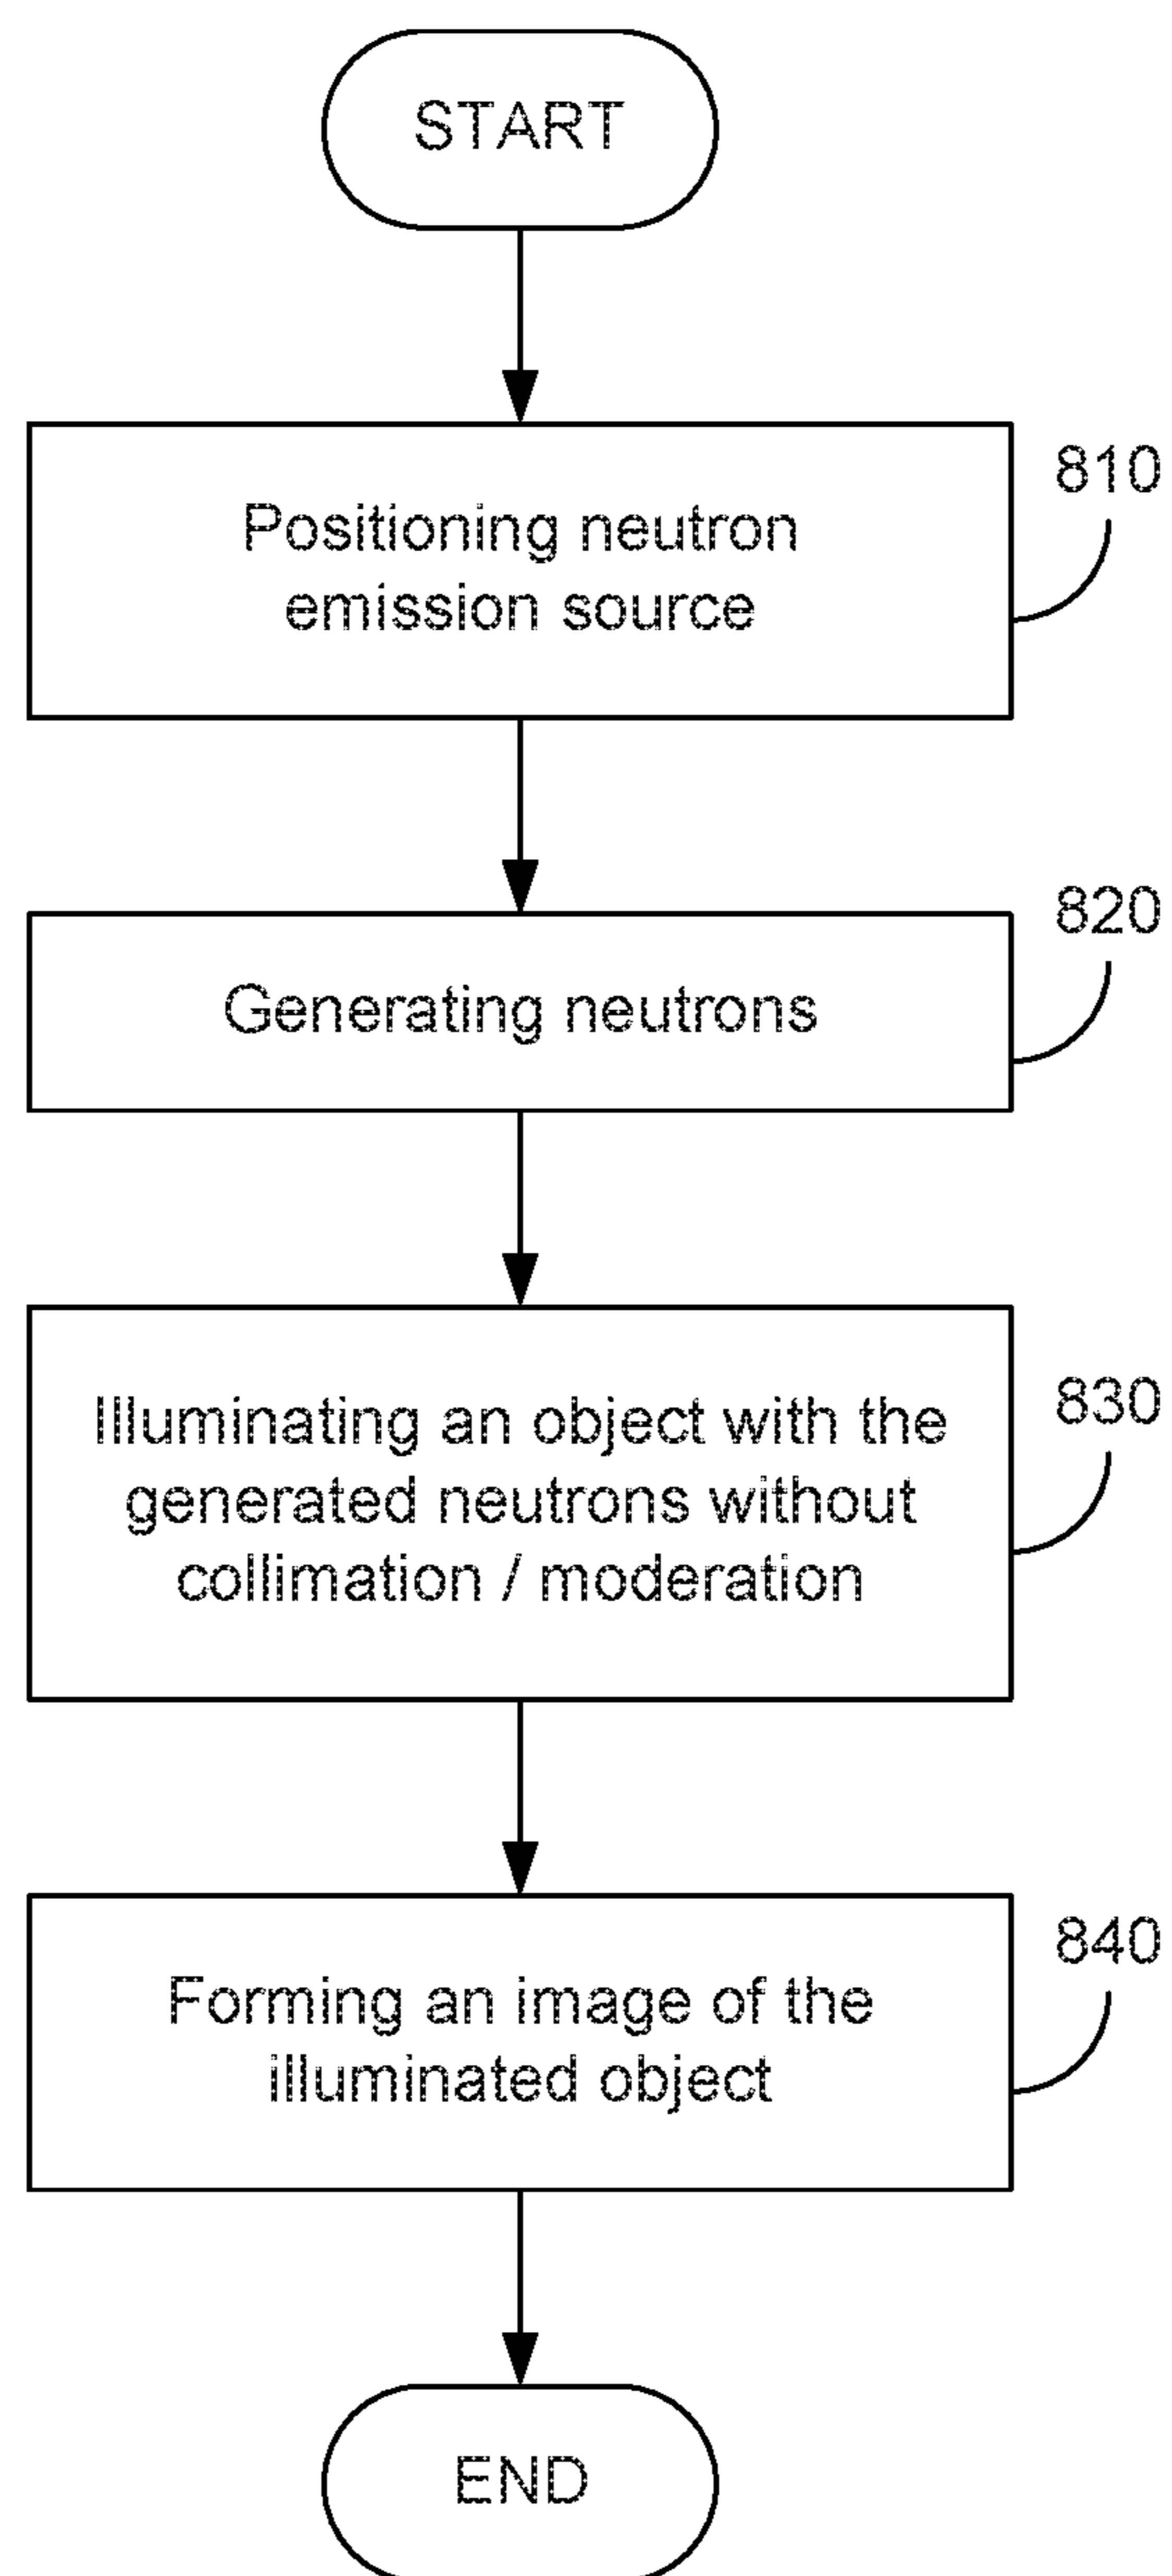 START
Positioning neutron
emission source
810
Generating neutrons
820
Illuminating an object with the
generated neutrons without
collimation / moderation
830
Forming an image of the
illuminated object
840
END